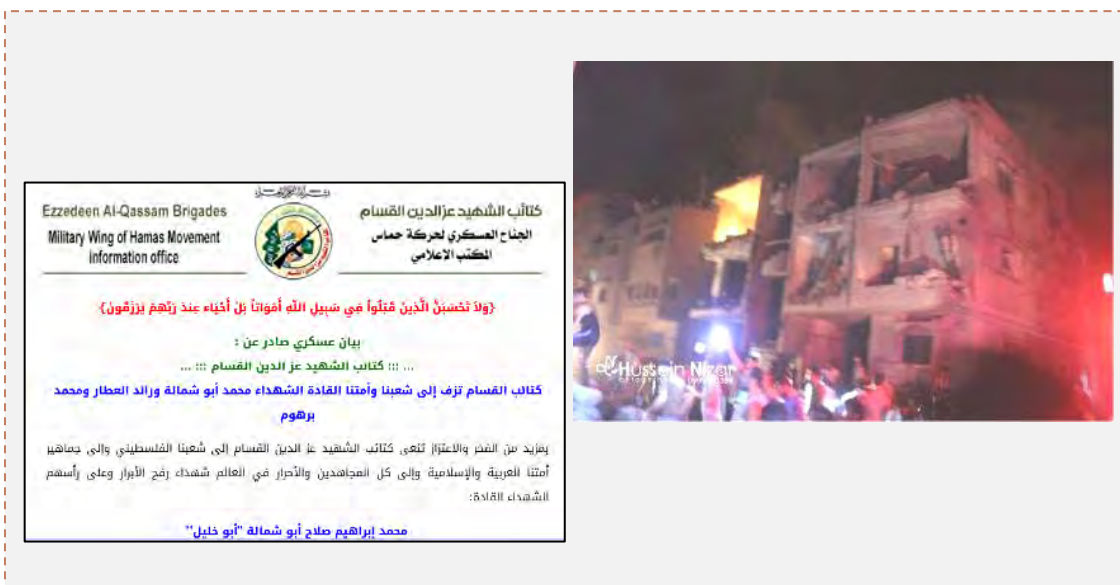 Ezzedeen Al-Qassam Brigades
Military Wing of Hamas Movement
information office
كتائب الشهيد عزالدين القسام
الجناح العسكري لحركة حماس
المكتب الإعلامي
{وَلاَ تَحْسَبَنَّ الَّذِينَ قُتِلُواْ فِي سَبِيلِ اللّهِ أَمْوَاتاً بَلْ أَحْيَاء عِندَ رَبِّهِمْ يُرْزَقُونَ}
بيان عسكري صادر عن :
... ::: كتائب الشهيد عز الدين القسام ::: ...
كتائب القسام تزف إلى شعبنا وأمتنا القادة الشهداء محمد أبو شمالة ورائد العطار ومحمد
برهوم
بمزيد من الفخر والاعتزاز تنعى كتائب الشهيد عز الدين القسام إلى شعبنا الفلسطيني وإلى جماهير
أمتنا العربية والإسلامية وإلى كل المجاهدين والأحرار في العالم شهداء رفح الأبرار وعلى رأسهم
الشهداء القادة:
محمد إبراهيم صلاح أبو شمالة "أبو خليل"
Hussein Nizar